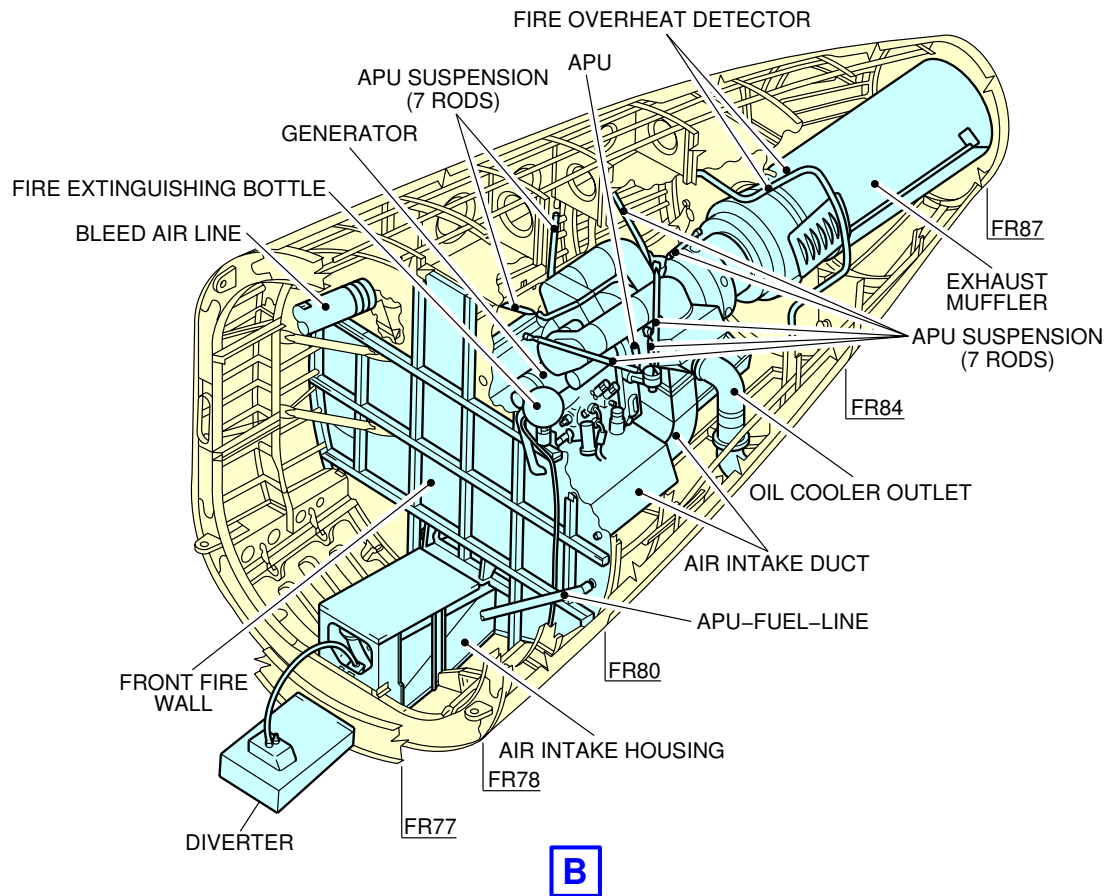 FIRE OVERHEAT DETECTOR
APU
APU SUSPENSION
(7 RODS)
GENERATOR
FIRE EXTINGUISHING BOTTLE
BLEED AIR LINE
FR87
EXHAUST
MUFFLER
APU SUSPENSION
(7 RODS)
FR84
OIL COOLER OUTLET
AIR INTAKE DUCT
APU−FUEL−LINE
FR80
FRONT FIRE
WALL
AIR INTAKE HOUSING
FR78
FR77
DIVERTER
B